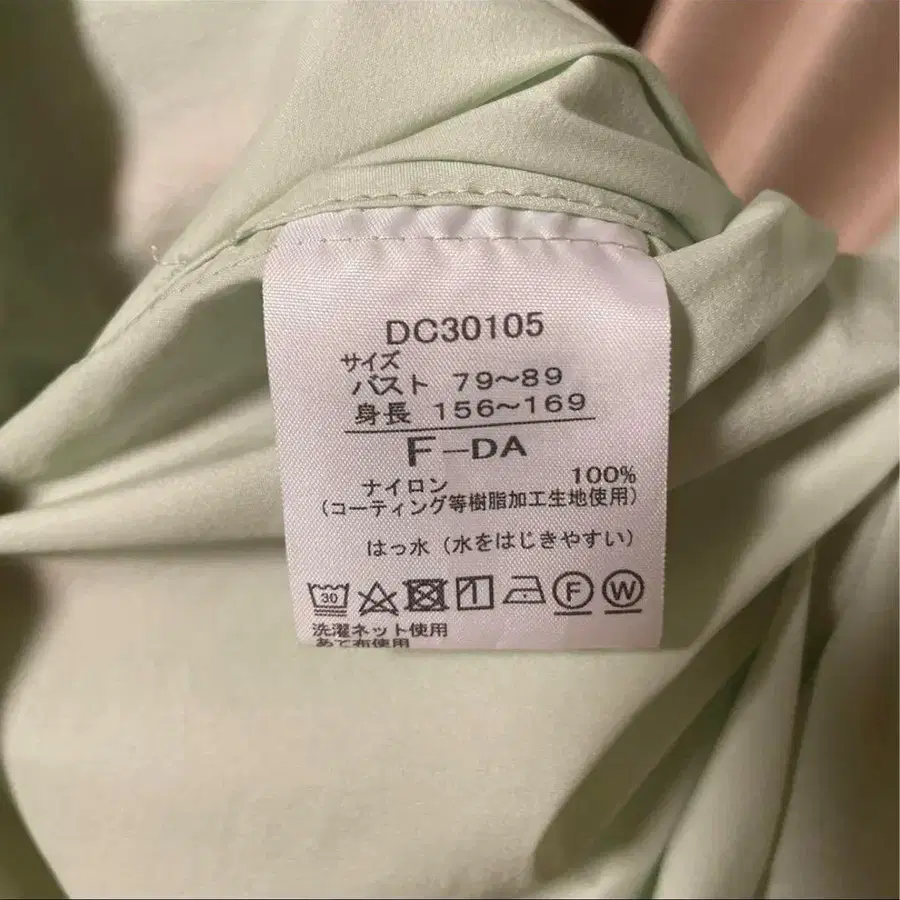 DC30105
サイズ
バスト 79～89
身長 156～169
F-DA
ナイロン 100%
(コーティング等樹脂加工生地使用)
はっ水（水をはじきやすい）
30 F W
洗濯ネット使用
あて布使用